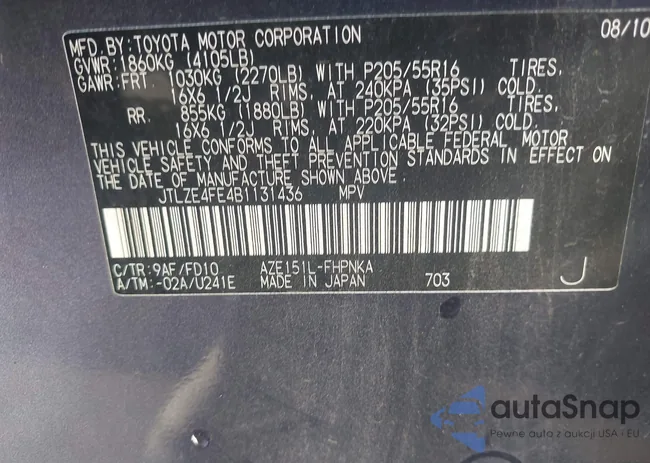 MFD.BY:TOYOTA MOTOR CORPORATION 08/10
GVWR:1860KG (4105LB)
GAWR:FRT. 1030KG (2270LB) WITH P205/55R16 TIRES,
16X6 1/2J RIMS, AT 240KPA (35PSI) COLD.
RR. 855KG (1880LB) WITH P205/55R16 TIRES,
16X6 1/2J RIMS, AT 220KPA (32PSI) COLD.
THIS VEHICLE CONFORMS TO ALL APPLICABLE FEDERAL MOTOR
VEHICLE SAFETY AND THEFT PREVENTION STANDARDS IN EFFECT ON
THE DATE OF MANUFACTURE SHOWN ABOVE.
JTLZE4FE4B1131436 MPV
C/TR:9AF/FD10 AZE151L-FHPNKA
A/TM:-02A/U241E MADE IN JAPAN 703 J
autaSnap
Pewne auta z aukcji USA i EU